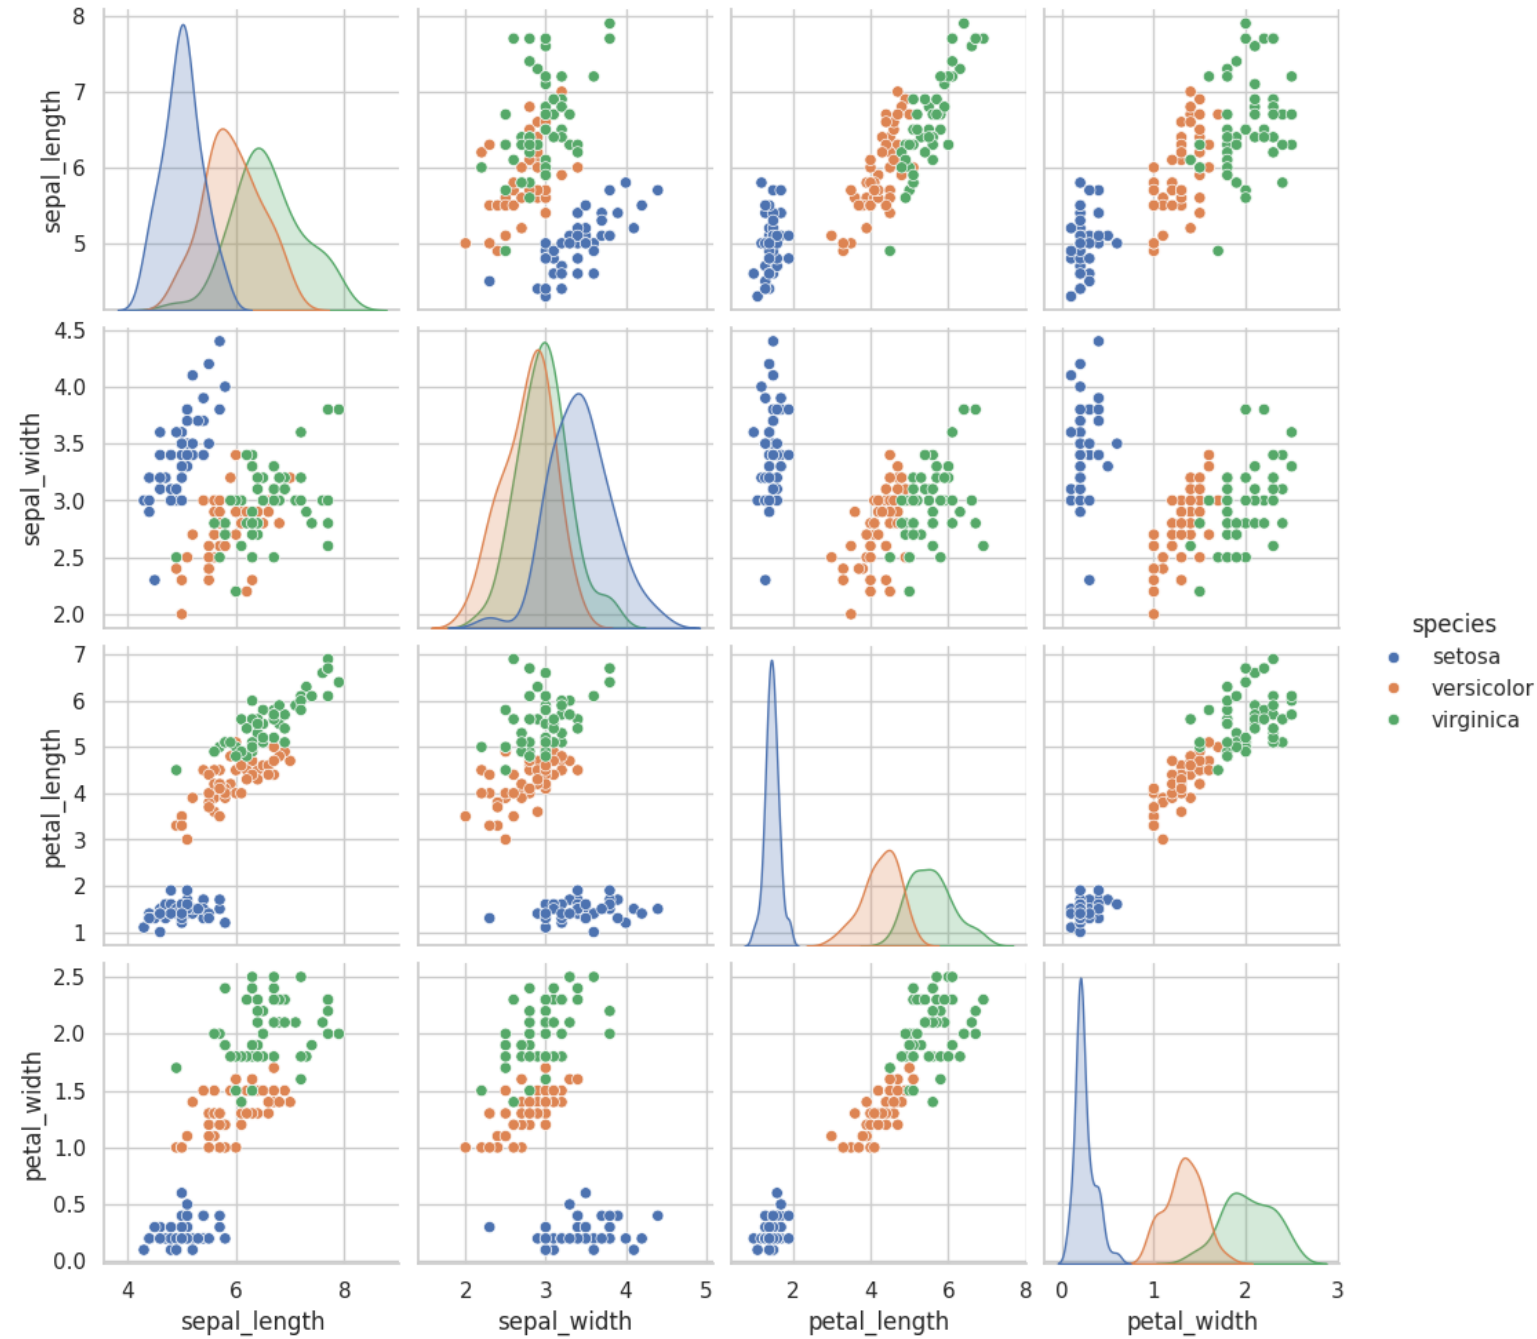 8
7
6
5
sepal_length
4.5
4.0
3.5
3.0
2.5
2.0
sepal_width
species
setosa
versicolor
virginica
7
6
5
4
3
2
1
petal_length
2.5
2.0
1.5
1.0
0.5
0.0
petal_width
4 6 8
sepal_length
2 3 4 5
sepal_width
2 4 6 8
petal_length
0 1 2 3
petal_width